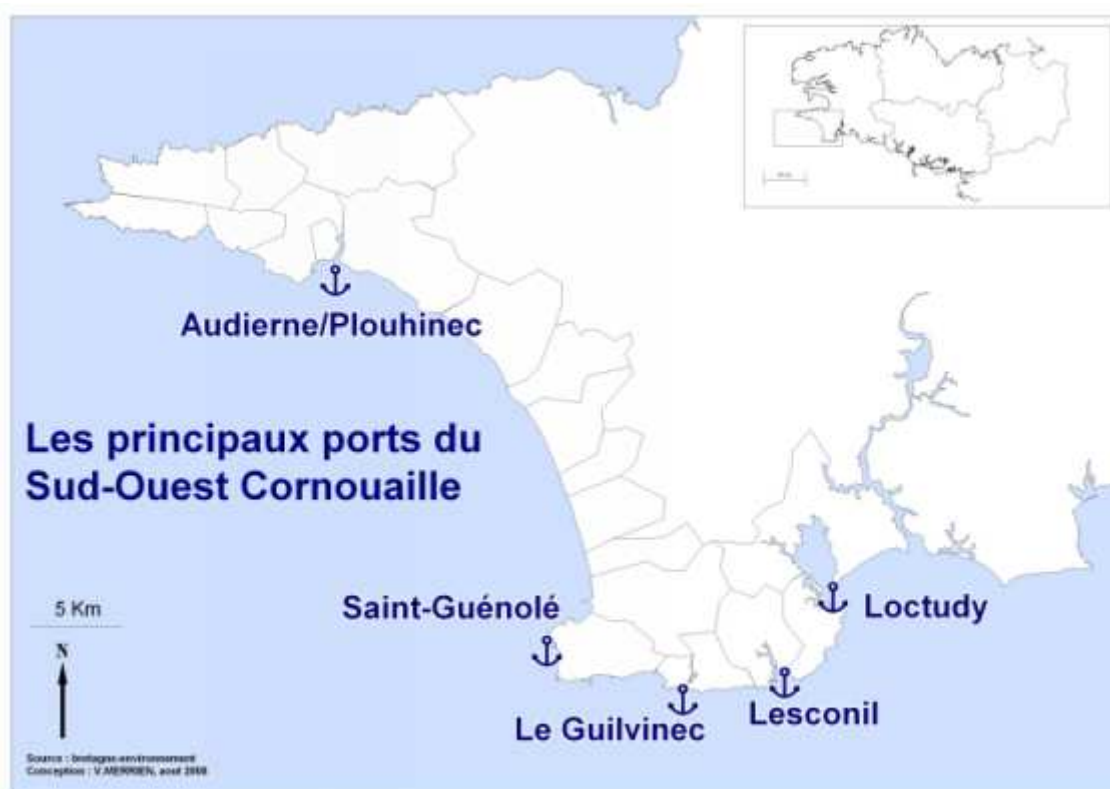 Audierne/Plouhinec
Les principaux ports du
Sud-Ouest Cornouaille
Saint-Guénolé
5 Km
Loctudy
N
Le Guilvinec
Lesconil
Source : bretagne-environnement
Conception : V.MERRIEN, aout 2008